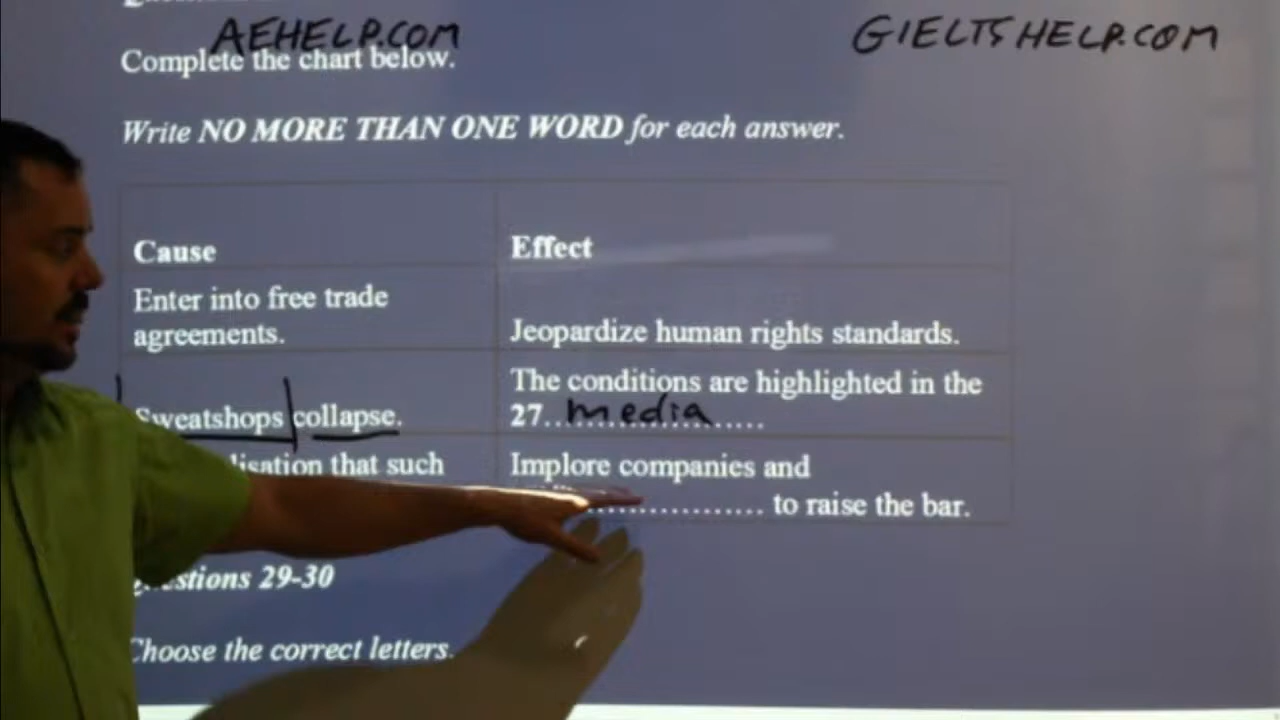 AEHELP.COM
GIELTSHELP.COM
Complete the chart below.
Write NO MORE THAN ONE WORD for each answer.
Cause
Effect
Enter into free trade
agreements.
Jeopardize human rights standards.
Sweatshops collapse.
The conditions are highlighted in the
27..media..................
that such
Implore companies and
.................. to raise the bar.
29-30
Choose the correct letters.